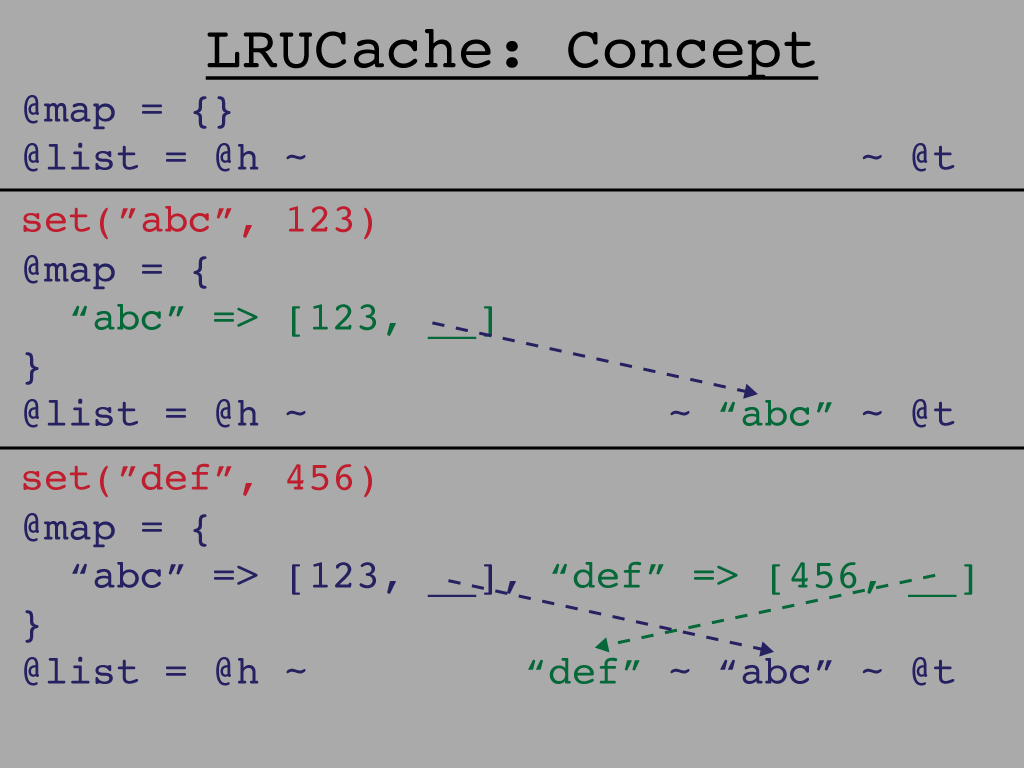 LRUCache: Concept
@map = {}
@list = @h ~ ~ @t
set(”abc”, 123)
@map = {
“abc” => [123, __]
}
@list = @h ~ ~ “abc” ~ @t
set(”def”, 456)
@map = {
“abc” => [123, __], “def” => [456, __]
}
@list = @h ~ “def” ~ “abc” ~ @t